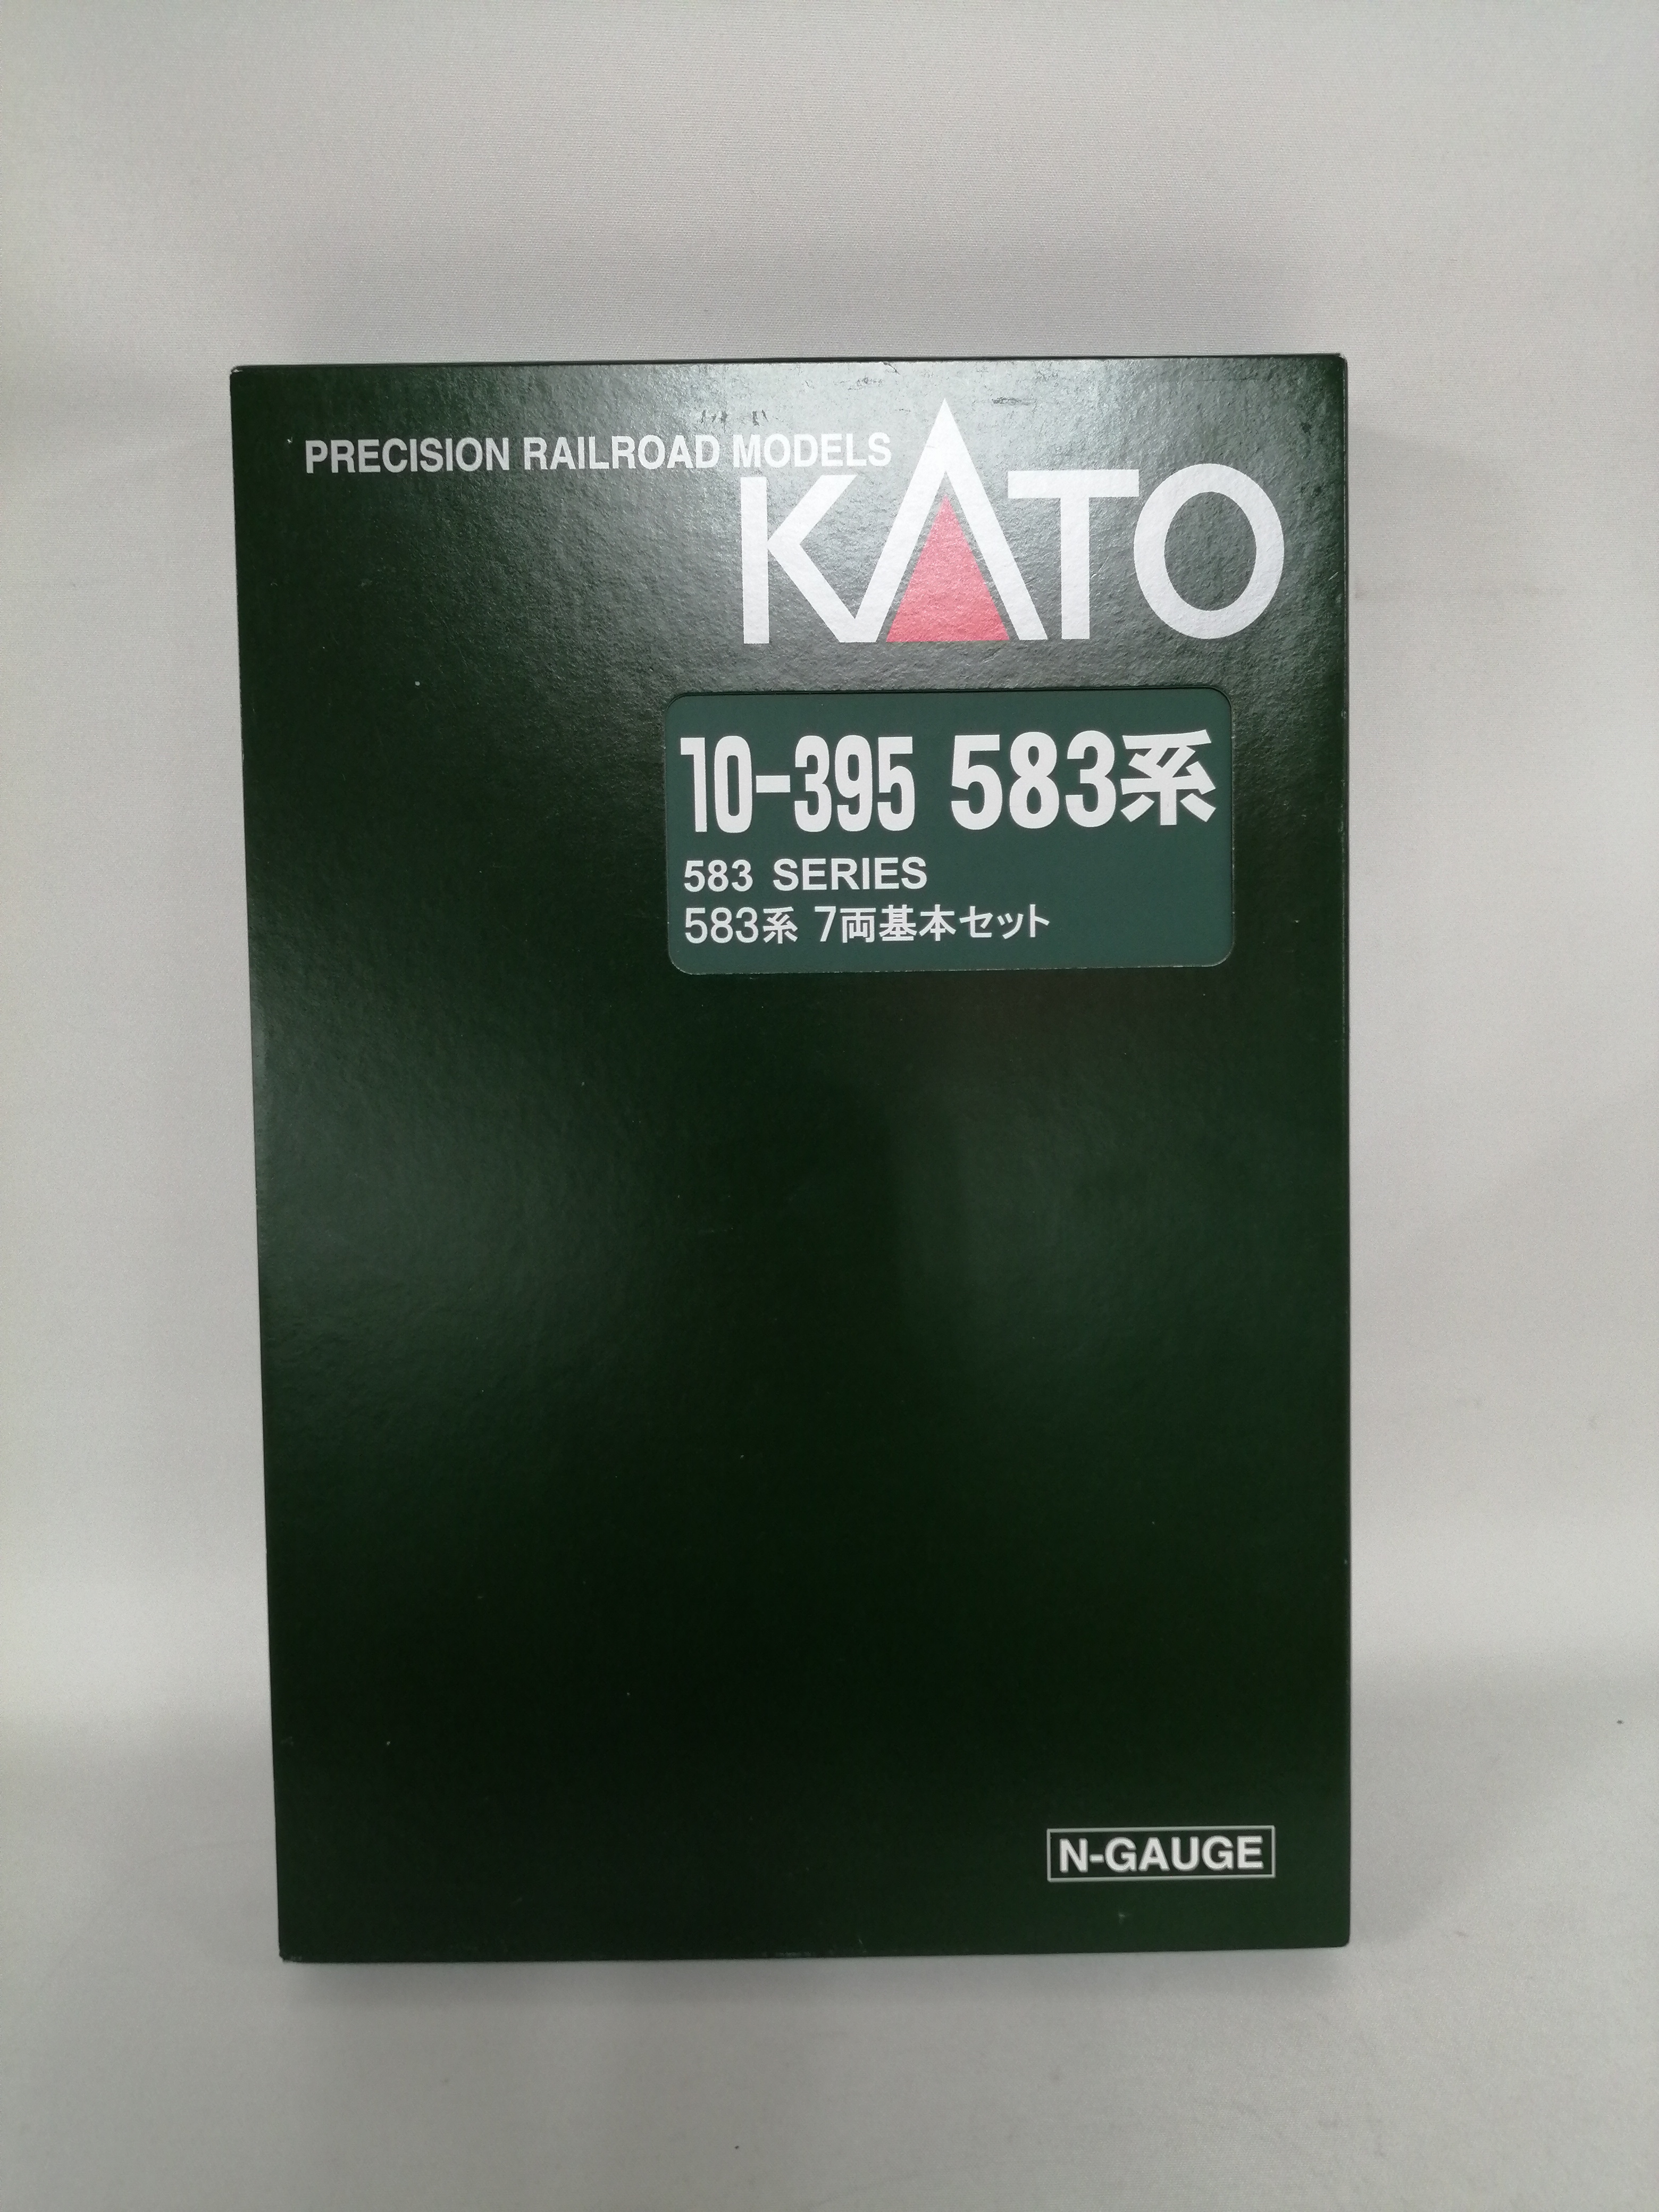 PRECISION RAILROAD MODELS
KATO
10-395 583系
583 SERIES
583系 7両基本セット
N-GAUGE